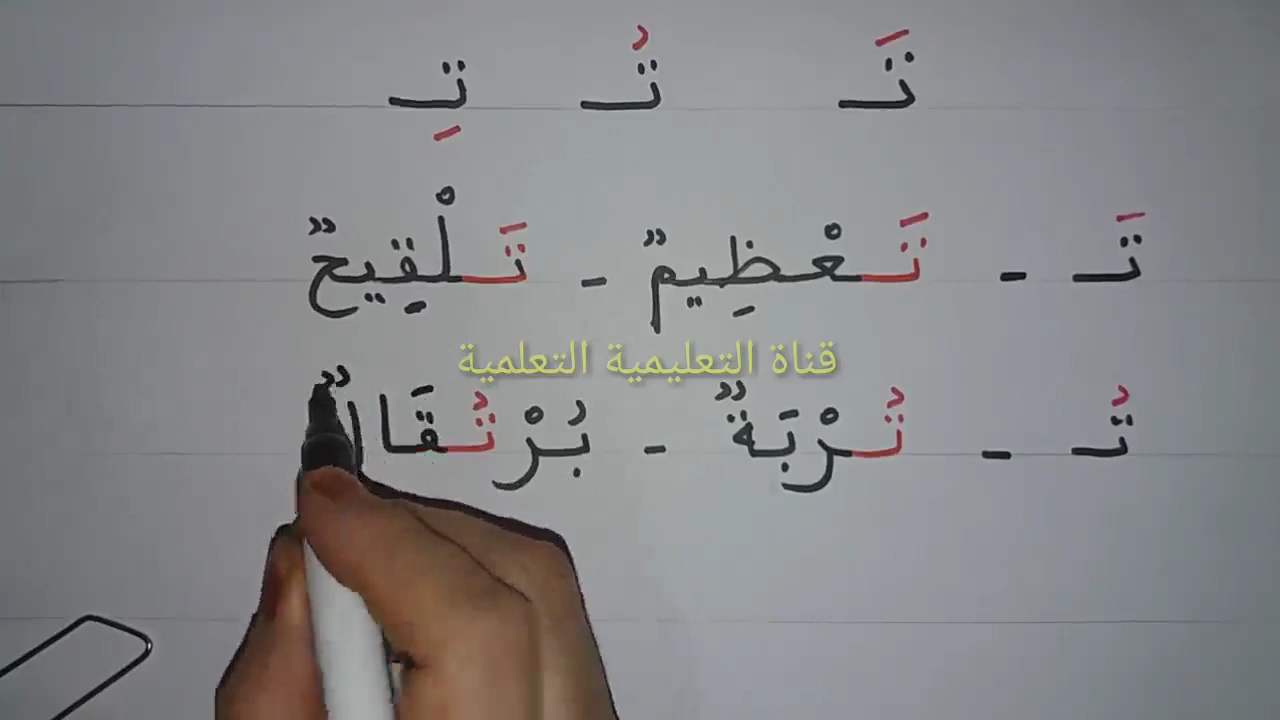 تَـ تُـ تِـ
تَـ - تَعْظِيمٌ - تَلْقِيحٌ
قناة التعليمية التعلمية
تُـ - تُرْبَةٌ - بُرْتُقَالٌ